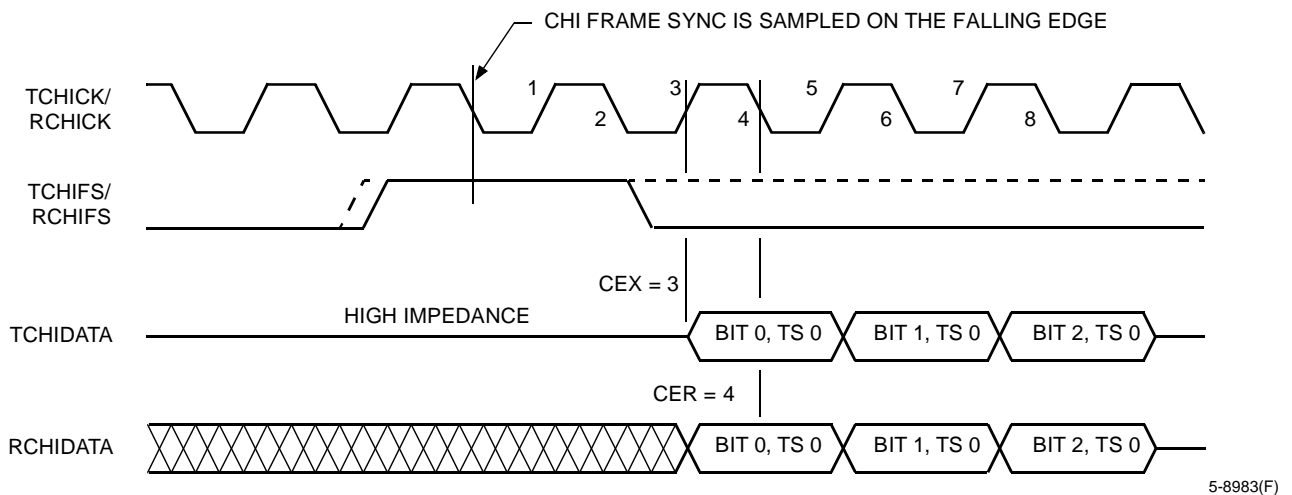 CHI FRAME SYNC IS SAMPLED ON THE FALLING EDGE
TCHICK/
RCHICK
1
2
3
4
5
6
7
8
TCHIFS/
RCHIFS
CEX = 3
HIGH IMPEDANCE
TCHIDATA
BIT 0, TS 0
BIT 1, TS 0
BIT 2, TS 0
CER = 4
RCHIDATA
BIT 0, TS 0
BIT 1, TS 0
BIT 2, TS 0
5-8983(F)